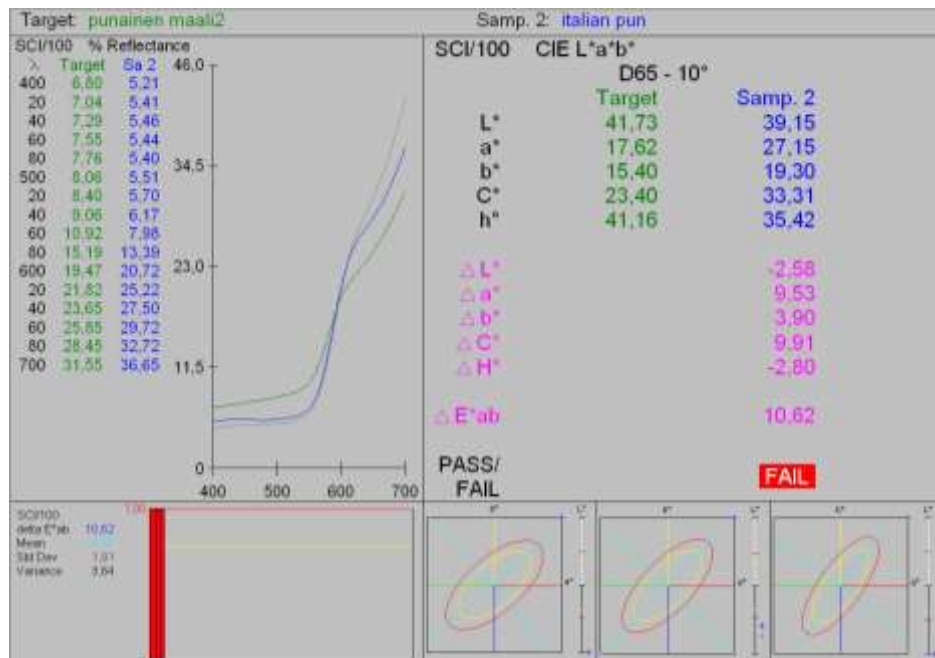 Target: punainen maali2
Samp. 2: italian pun
SCI/100 % Reflectance
λ Target Sa 2
400 6,80 5,21
20 7,04 5,41
40 7,29 5,46
60 7,55 5,44
80 7,76 5,40
500 8,06 5,51
20 8,40 5,70
40 9,06 6,17
60 10,92 7,98
80 15,19 13,39
600 19,47 20,72
20 21,82 25,22
40 23,65 27,50
60 25,85 29,72
80 28,45 32,72
700 31,55 36,65
46,0
34,5
23,0
11,5
0
400 500 600 700
SCI/100 CIE L*a*b*
D65 - 10°
Target Samp. 2
L* 41,73 39,15
a* 17,62 27,15
b* 15,40 19,30
C* 23,40 33,31
h° 41,16 35,42
△ L* -2,58
△ a* 9,53
△ b* 3,90
△ C* 9,91
△ H* -2,80
△ E*ab 10,62
PASS/
FAIL
FAIL
SCI/100
delta E*ab 10,62
Mean
Std Dev 1,91
Variance 3,64
1,00